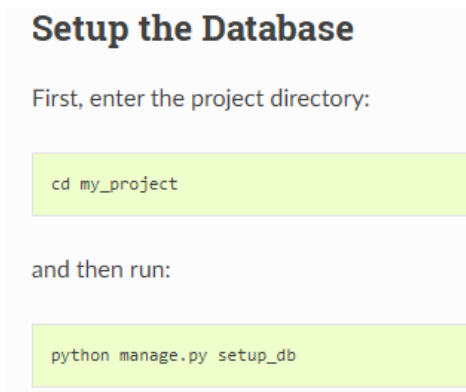 Setup the Database
First, enter the project directory:
cd my_project
and then run:
python manage.py setup_db